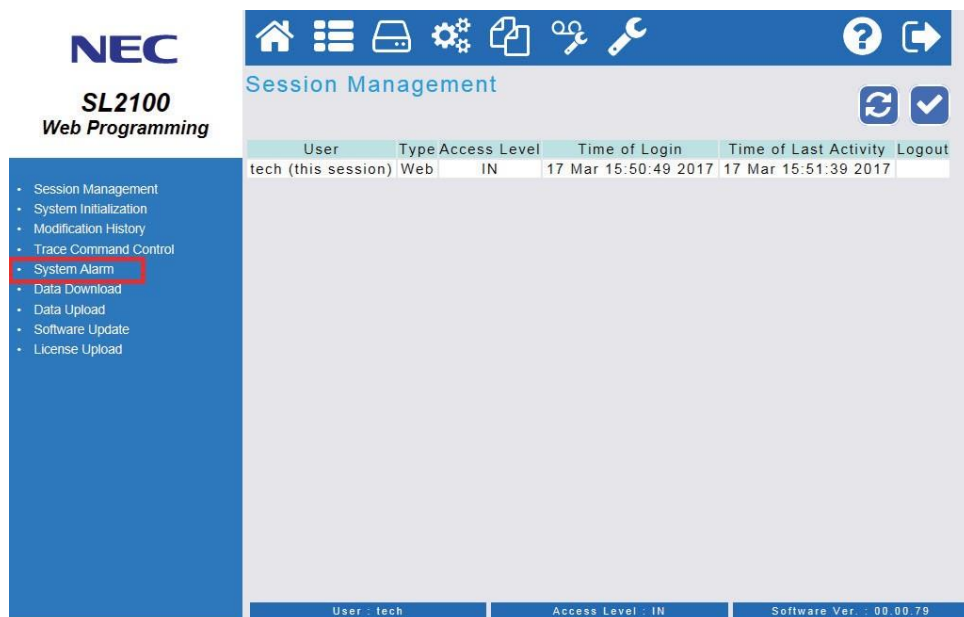 NEC
SL2100
Web Programming
• Session Management
• System Initialization
• Modification History
• Trace Command Control
• System Alarm
• Data Download
• Data Upload
• Software Update
• License Upload
?
Session Management
User Type Access Level Time of Login Time of Last Activity Logout
tech (this session) Web IN 17 Mar 15:50:49 2017 17 Mar 15:51:39 2017
User : tech Access Level : IN Software Ver. : 00.00.79